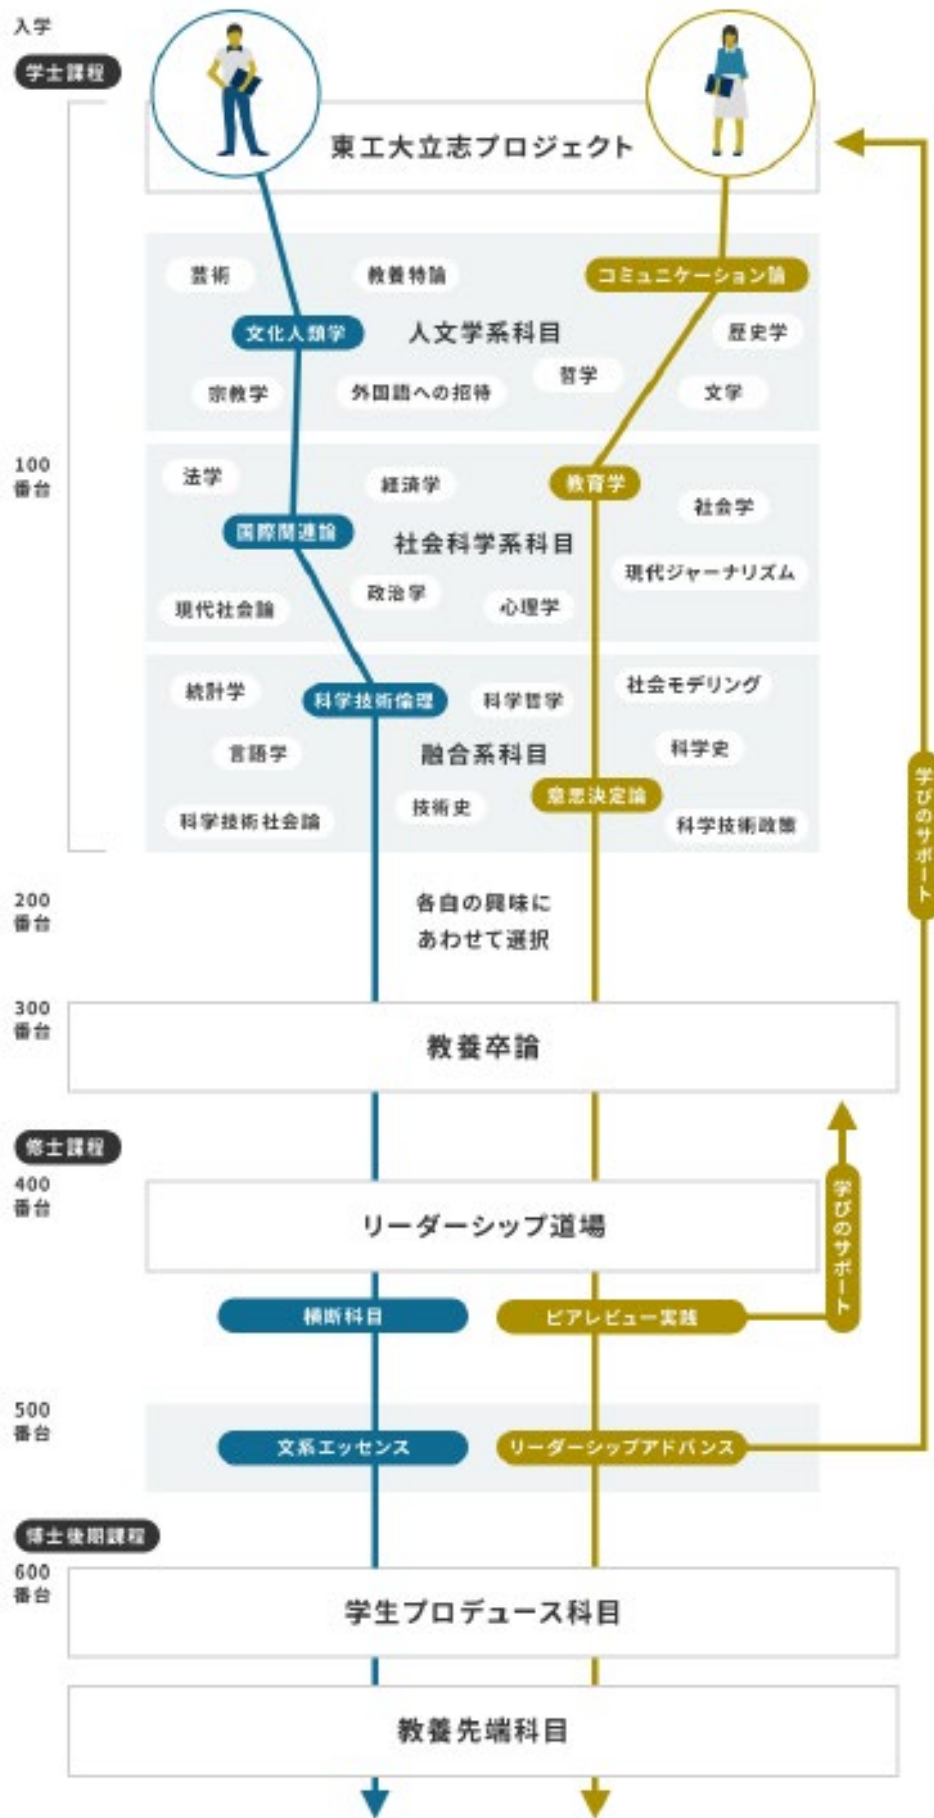 入学
学士課程
東工大立志プロジェクト
芸術
教養特論
コミュニケーション論
文化人類学
人文学系科目
歴史学
宗教学
外国語への招待
哲学
文学
100
番台
法学
経済学
教育学
社会学
国際関連論
社会科学系科目
現代ジャーナリズム
現代社会論
政治学
心理学
統計学
科学技術倫理
科学哲学
社会モデリング
言語学
融合系科目
科学史
科学技術社会論
技術史
意思決定論
科学技術政策
学びのサポート
200
番台
各自の興味に
あわせて選択
300
番台
教養卒論
修士課程
400
番台
リーダーシップ道場
学びのサポート
横断科目
ピアレビュー実践
500
番台
文系エッセンス
リーダーシップアドバンス
博士後期課程
600
番台
学生プロデュース科目
教養先端科目